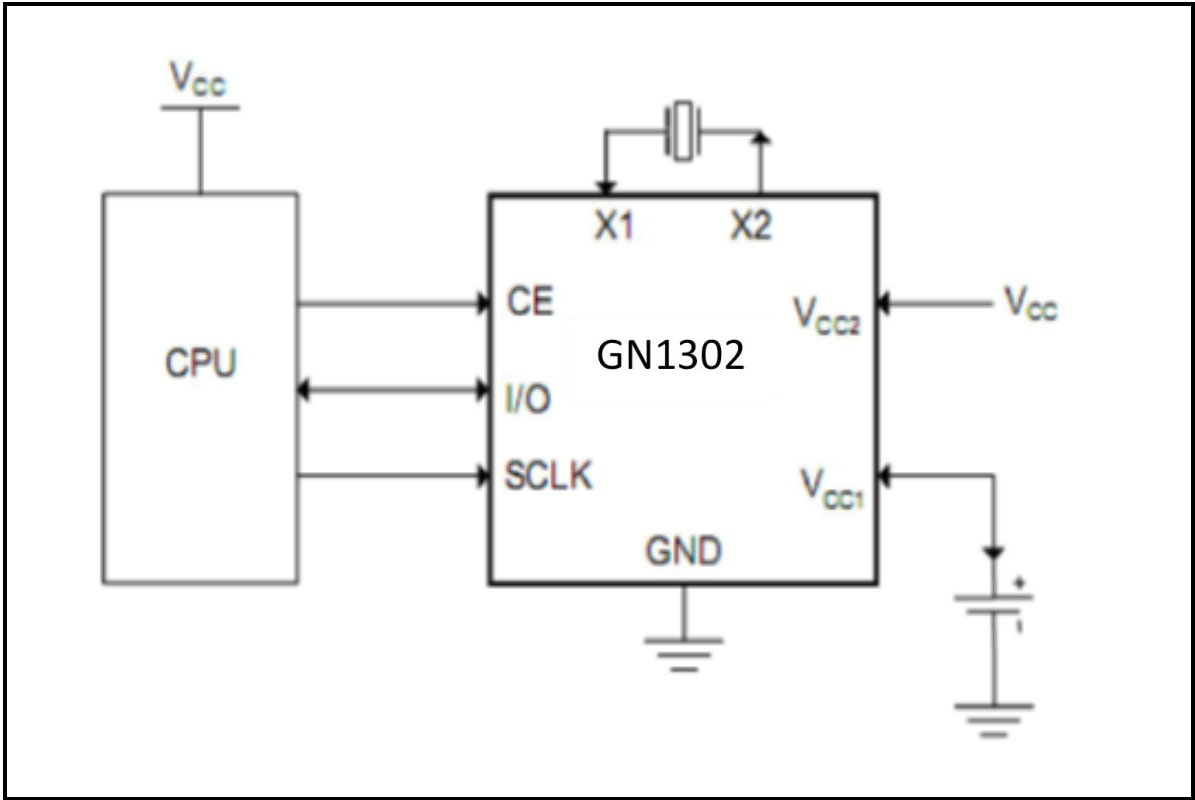 VCC
X1 X2
CE
VCC2
VCC
GN1302
CPU
I/O
SCLK
VCC1
GND
+
-